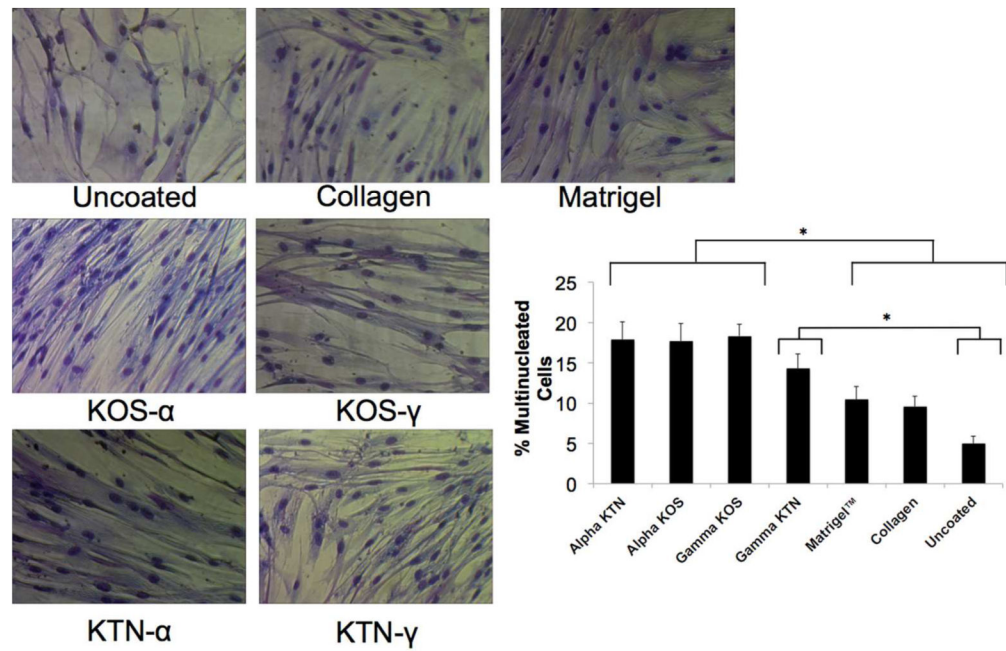 Uncoated
Collagen
Matrigel
KOS-α
KOS-γ
KTN-α
KTN-γ
*
*
% Multinucleated
Cells
25
20
15
10
5
0
Alpha KTN
Alpha KOS
Gamma KOS
Gamma KTN
Matrigel™
Collagen
Uncoated